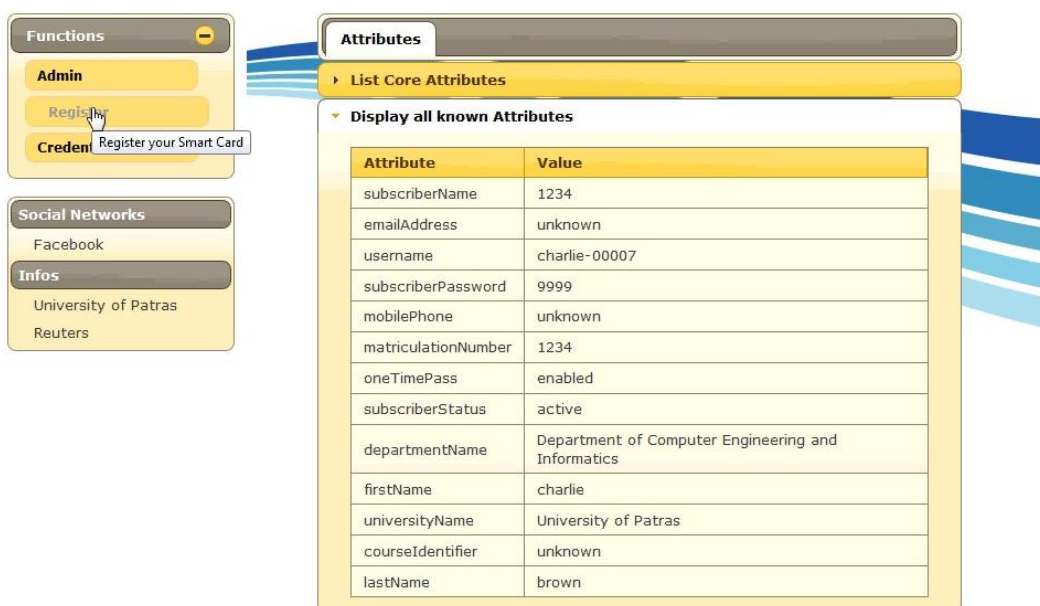 Functions
Admin
Register
Register your Smart Card
Social Networks
Facebook
Infos
University of Patras
Reuters
Attributes
List Core Attributes
Display all known Attributes
Attribute Value
subscriberName 1234
emailAddress unknown
username charlie-00007
subscriberPassword 9999
mobilePhone unknown
matriculationNumber 1234
oneTimePass enabled
subscriberStatus active
departmentName Department of Computer Engineering and
Informatics
firstName charlie
universityName University of Patras
courseIdentifier unknown
lastName brown